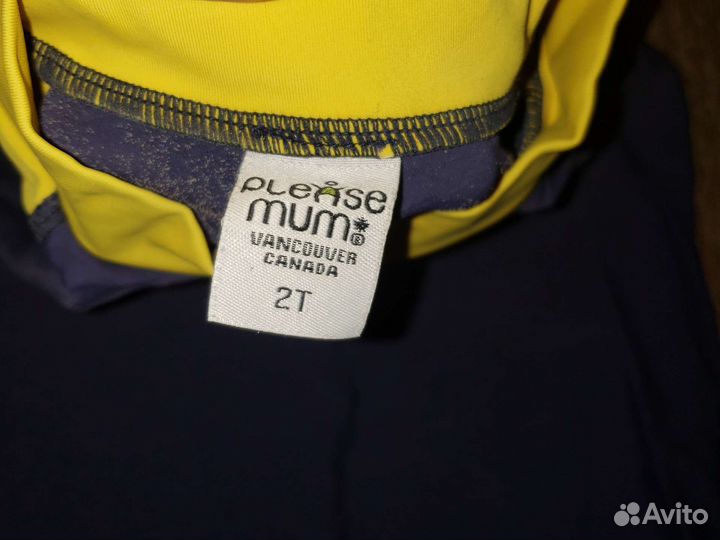 please
mum®
VANCOUVER
CANADA
2T
Avito